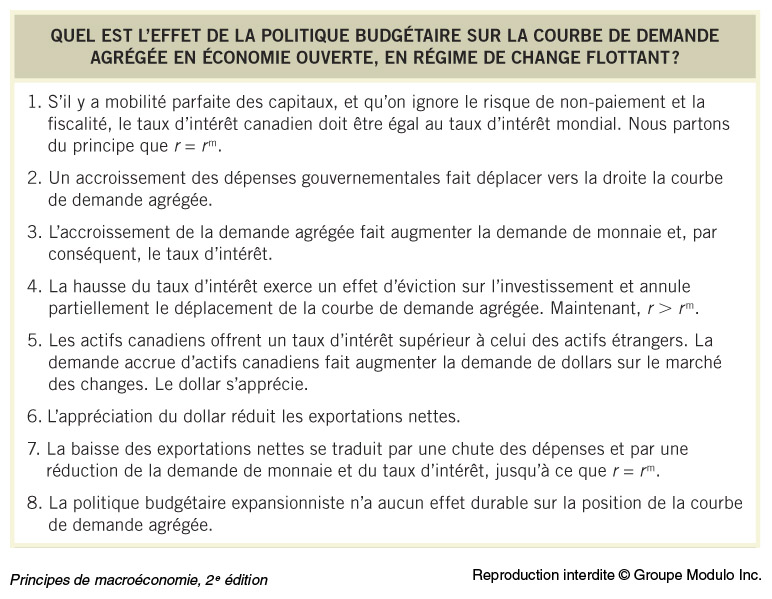 QUEL EST L’EFFET DE LA POLITIQUE BUDGÉTAIRE SUR LA COURBE DE DEMANDE
AGRÉGÉE EN ÉCONOMIE OUVERTE, EN RÉGIME DE CHANGE FLOTTANT?
1. S’il y a mobilité parfaite des capitaux, et qu’on ignore le risque de non-paiement et la
fiscalité, le taux d’intérêt canadien doit être égal au taux d’intérêt mondial. Nous partons
du principe que r = rᵐ.
2. Un accroissement des dépenses gouvernementales fait déplacer vers la droite la courbe
de demande agrégée.
3. L’accroissement de la demande agrégée fait augmenter la demande de monnaie et, par
conséquent, le taux d’intérêt.
4. La hausse du taux d’intérêt exerce un effet d’éviction sur l’investissement et annule
partiellement le déplacement de la courbe de demande agrégée. Maintenant, r > rᵐ.
5. Les actifs canadiens offrent un taux d’intérêt supérieur à celui des actifs étrangers. La
demande accrue d’actifs canadiens fait augmenter la demande de dollars sur le marché
des changes. Le dollar s’apprécie.
6. L’appréciation du dollar réduit les exportations nettes.
7. La baisse des exportations nettes se traduit par une chute des dépenses et par une
réduction de la demande de monnaie et du taux d’intérêt, jusqu’à ce que r = rᵐ.
8. La politique budgétaire expansionniste n’a aucun effet durable sur la position de la courbe
de demande agrégée.
Principes de macroéconomie, 2ᵉ édition
Reproduction interdite © Groupe Modulo Inc.